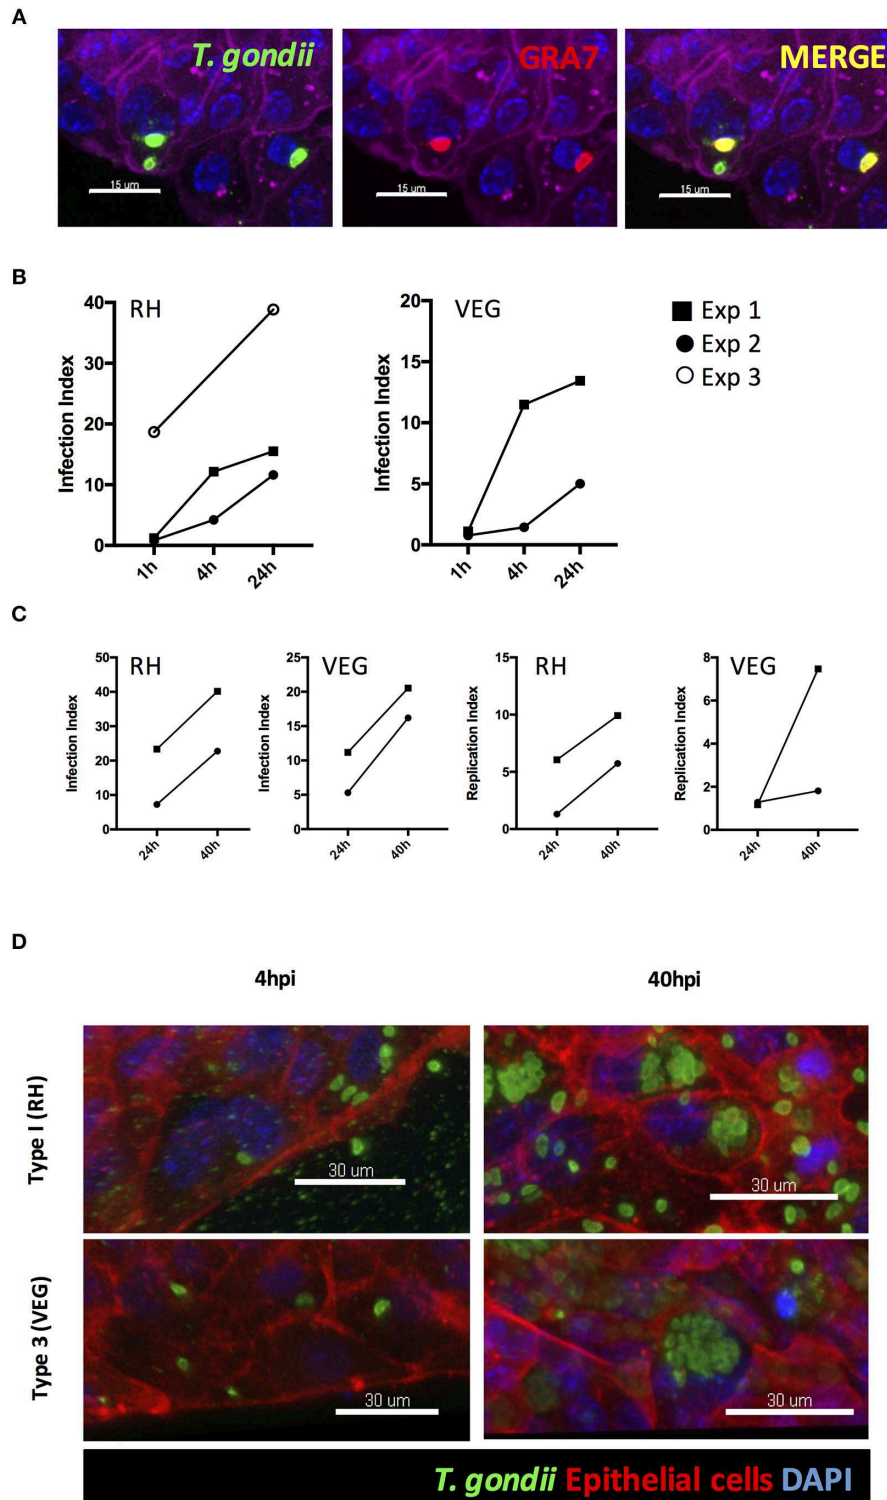 A
T. gondii
GRA7
MERGE
15 um
15 um
15 um
B
RH
Infection Index
40
30
20
10
0
1h
4h
24h
VEG
Infection Index
20
15
10
5
0
1h
4h
24h
Exp 1
Exp 2
Exp 3
C
RH
Infection Index
50
40
30
20
10
0
24h
40h
VEG
Infection Index
25
20
15
10
5
0
24h
40h
RH
Replication Index
15
10
5
0
24h
40h
VEG
Replication Index
8
6
4
2
0
24h
40h
D
4hpi
40hpi
Type I (RH)
30 um
30 um
Type 3 (VEG)
30 um
30 um
T. gondii Epithelial cells DAPI